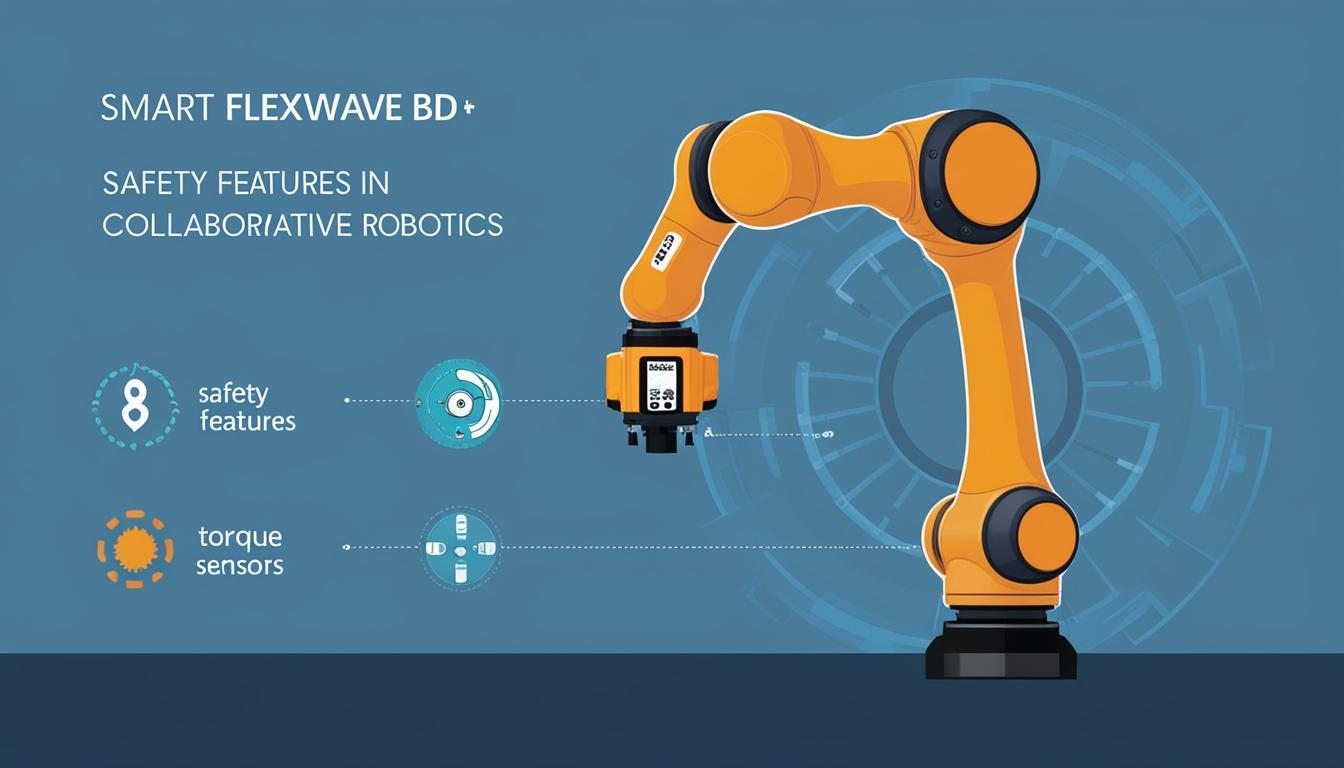 SMART FLEXWAVE BD+
SAFETY FEATURES IN
COLLABORIATIVE ROBOTICS
8 safety
features
torque
sensors